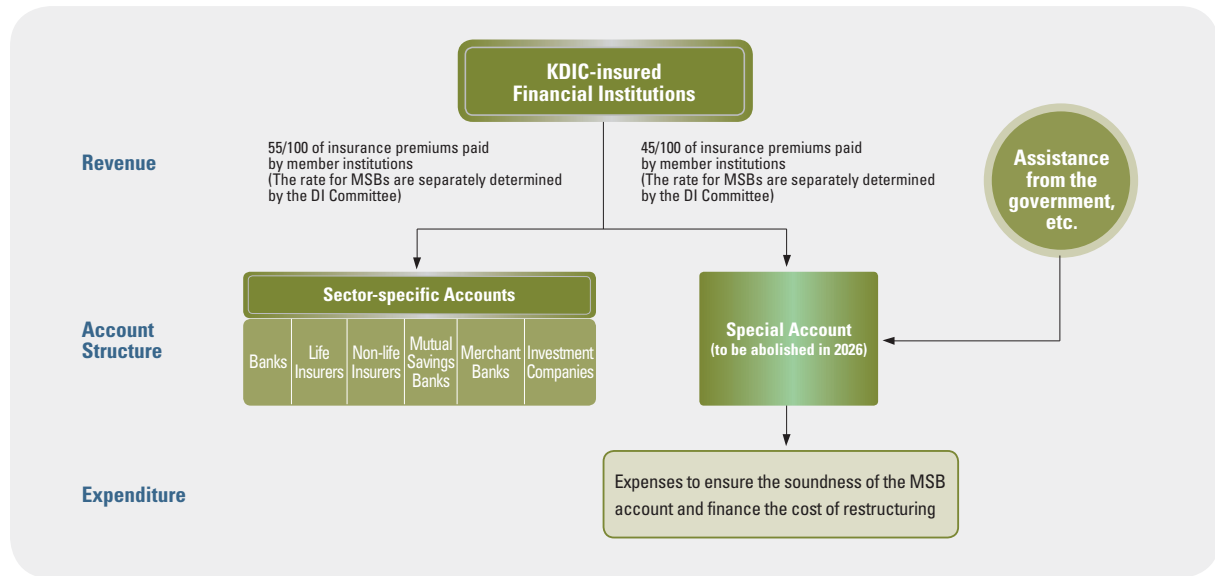 KDIC-insured
Financial Institutions
Revenue
55/100 of insurance premiums paid
by member institutions
(The rate for MSBs are separately determined
by the DI Committee)
45/100 of insurance premiums paid
by member institutions
(The rate for MSBs are separately determined
by the DI Committee)
Assistance
from the
government,
etc.
Account
Structure
Sector-specific Accounts
Banks
Life
Insurers
Non-life
Insurers
Mutual
Savings
Banks
Merchant
Banks
Investment
Companies
Special Account
(to be abolished in 2026)
Expenditure
Expenses to ensure the soundness of the MSB
account and finance the cost of restructuring